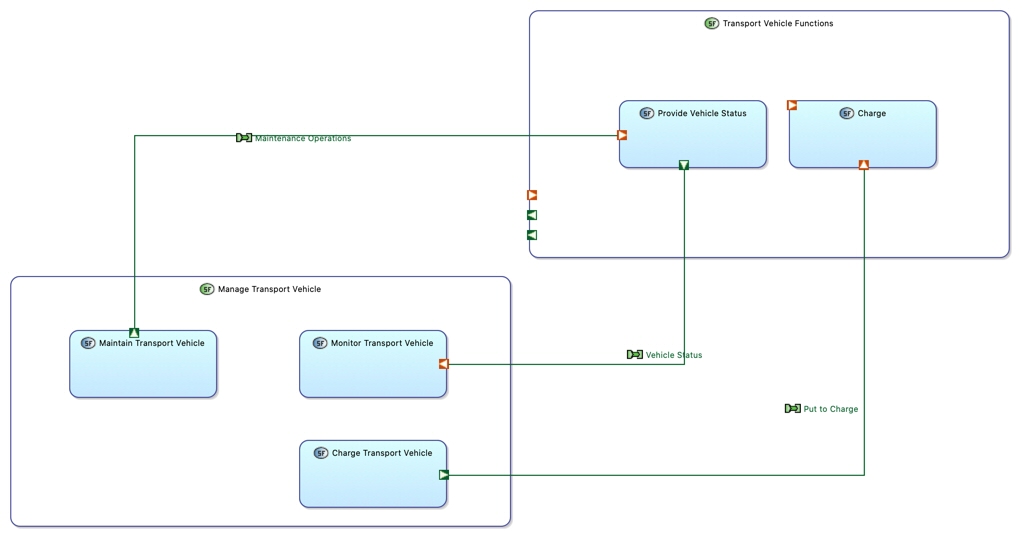 SF Transport Vehicle Functions
SF Provide Vehicle Status
SF Charge
Maintenance Operations
SF Manage Transport Vehicle
SF Maintain Transport Vehicle
SF Monitor Transport Vehicle
Vehicle Status
Put to Charge
SF Charge Transport Vehicle